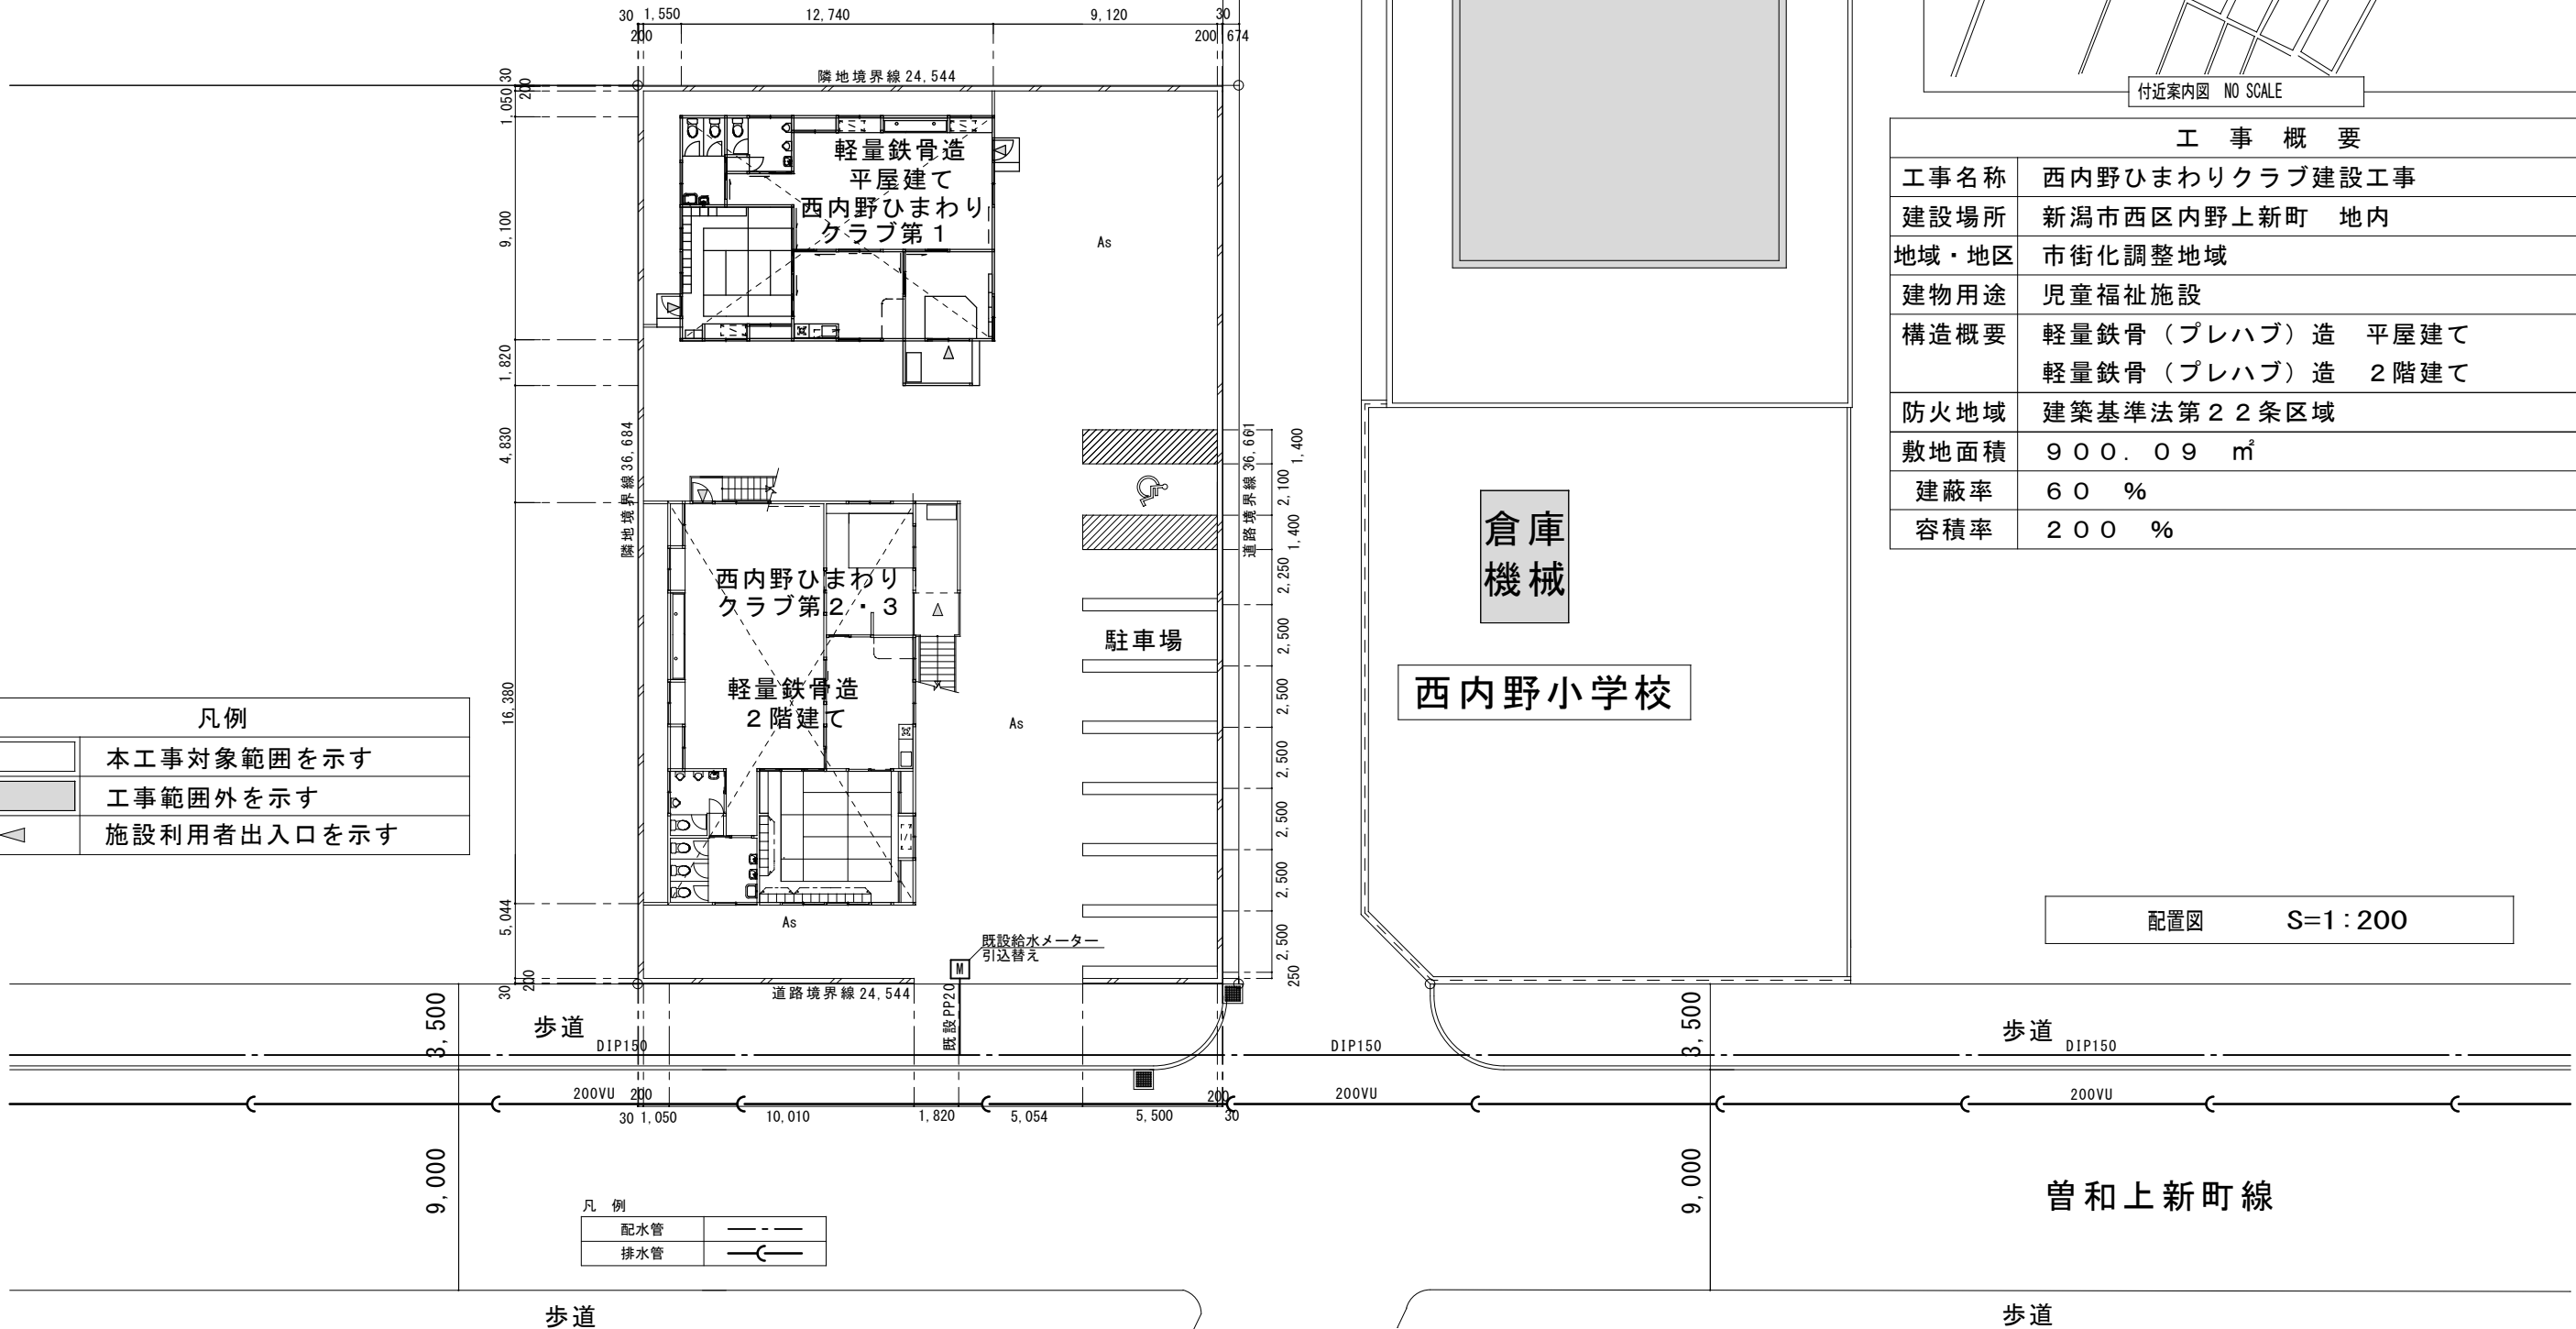 30 1,550 12,740 9,120 30
200 200 674
隣地境界線24,544
30
200
1,050
9,100
1,820
4,830
16,380
5,044
200
30
軽量鉄骨造
平屋建て
西内野ひまわり
クラブ第１
As
隣地境界線36,684
道路境界線36,661
1,400
2,100
1,400
2,250
2,500
2,500
2,500
2,500
2,500
2,500
250
西内野ひまわり
クラブ第２・３
軽量鉄骨造
２階建て
駐車場
As
As
既設給水メーター
引込替え
M
既設PP20
道路境界線24,544
付近案内図 NO SCALE
工事概要
工事名称 西内野ひまわりクラブ建設工事
建設場所 新潟市西区内野上新町 地内
地域・地区 市街化調整地域
建物用途 児童福祉施設
構造概要 軽量鉄骨（プレハブ）造 平屋建て
軽量鉄骨（プレハブ）造 ２階建て
防火地域 建築基準法第２２条区域
敷地面積 ９００．０９ ㎡
建蔽率 ６０ ％
容積率 ２００ ％
倉庫
機械
西内野小学校
凡例
本工事対象範囲を示す
工事範囲外を示す
施設利用者出入口を示す
配置図 S=1:200
3,500 歩道 3,500 歩道
DIP150 DIP150 DIP150
200VU 200 200 200VU 200VU
30 1,050 10,010 1,820 5,054 5,500 30
9,000 9,000
曽和上新町線
凡例
配水管
排水管
歩道 歩道